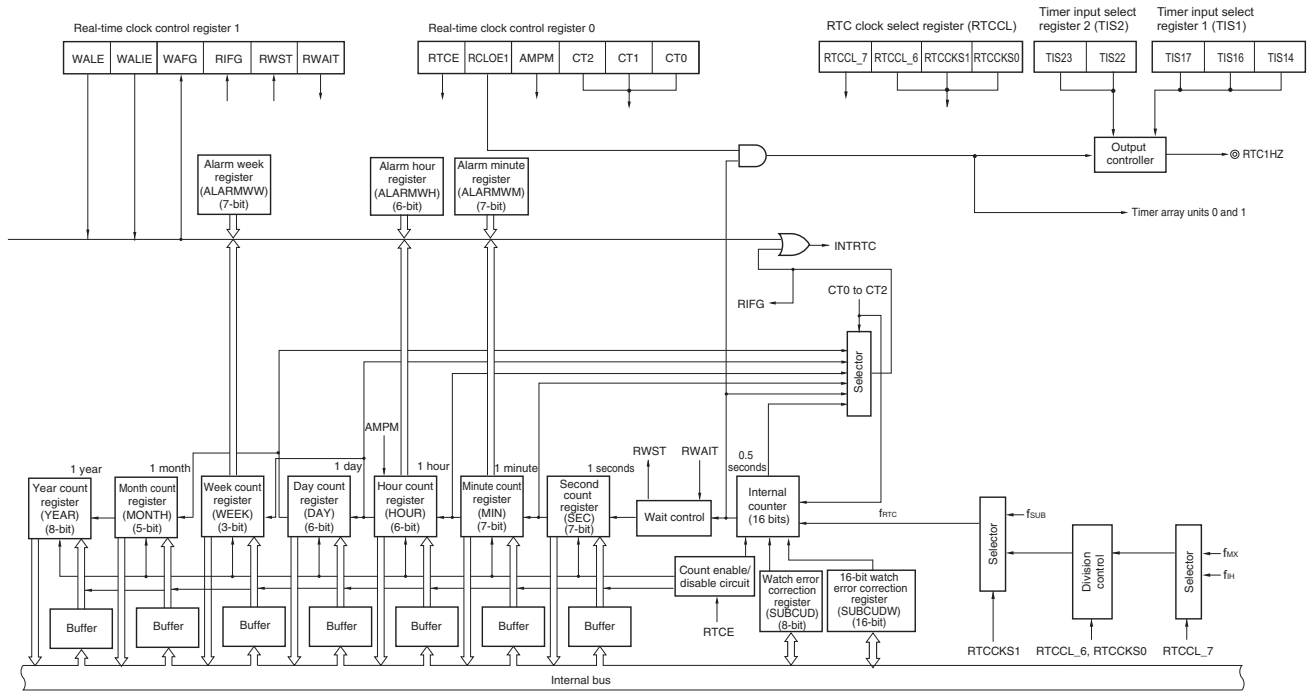 Real-time clock control register 1
WALE WALIE WAFG RIFG RWST RWAIT
Real-time clock control register 0
RTCE RCLOE1 AMPM CT2 CT1 CT0
RTC clock select register (RTCCL)
RTCCL_7 RTCCL_6 RTCCKS1 RTCCKS0
Timer input select
register 2 (TIS2)
TIS23 TIS22
Timer input select
register 1 (TIS1)
TIS17 TIS16 TIS14
Output
controller
RTC1HZ
Timer array units 0 and 1
Alarm week
register
(ALARMWW)
(7-bit)
Alarm hour
register
(ALARMWH)
(6-bit)
Alarm minute
register
(ALARMWM)
(7-bit)
INTRTC
RIFG
CT0 to CT2
Selector
AMPM
RWST
RWAIT
0.5
seconds
1 year
1 month
1 day
1 hour
1 minute
1 seconds
Year count
register
(YEAR)
(8-bit)
Month count
register
(MONTH)
(5-bit)
Week count
register
(WEEK)
(3-bit)
Day count
register
(DAY)
(6-bit)
Hour count
register
(HOUR)
(6-bit)
Minute count
register
(MIN)
(7-bit)
Second
count
register
(SEC)
(7-bit)
Wait control
Internal
counter
(16 bits)
fRTC
Selector
fSUB
Division
control
Selector
fMX
fIH
Count enable/
disable circuit
RTCE
Watch error
correction
register
(SUBCUD)
(8-bit)
16-bit watch
error correction
register
(SUBCUDW)
(16-bit)
Buffer
Buffer
Buffer
Buffer
Buffer
Buffer
Buffer
RTCCKS1
RTCCL_6, RTCCKS0
RTCCL_7
Internal bus